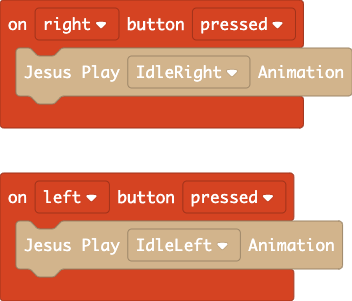 on right button pressed
Jesus Play IdleRight Animation
on left button pressed
Jesus Play IdleLeft Animation